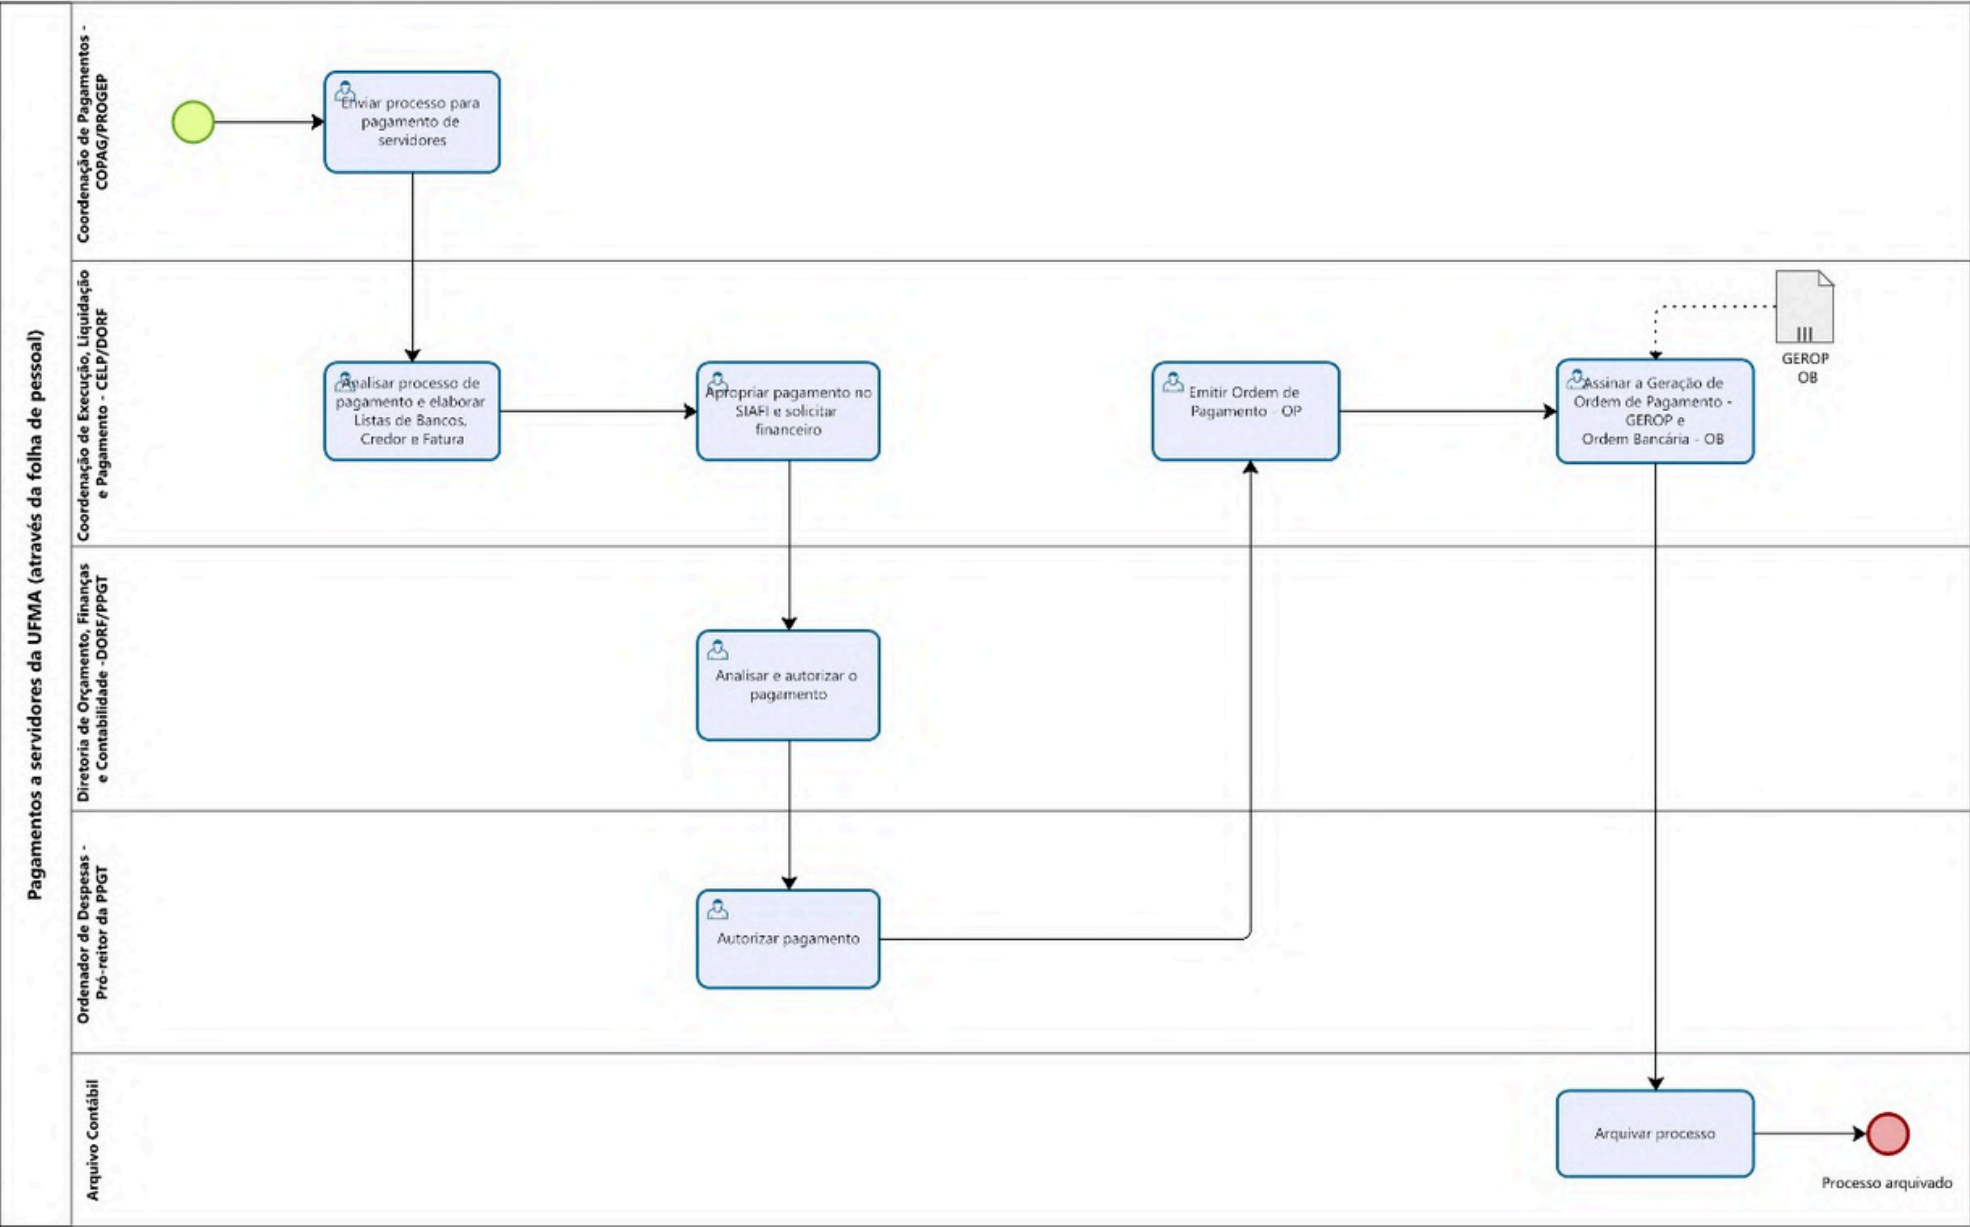 Pagamentos a servidores da UFMA (através da folha de pessoal)
Coordenação de Pagamentos -
COPAG/PROGEP
Enviar processo para
pagamento de
servidores
Coordenação de Execução, Liquidação
e Pagamento - CELP/DORF
Analisar processo de
pagamento e elaborar
Listas de Bancos,
Credor e Fatura
Apropriar pagamento no
SIAFI e solicitar
financeiro
Emitir Ordem de
Pagamento - OP
Assinar a Geração de
Ordem de Pagamento -
GEROP e
Ordem Bancária - OB
GEROP
OB
Diretoria de Orçamento, Finanças
e Contabilidade -DORF/PPGT
Analisar e autorizar o
pagamento
Ordenador de Despesas -
Pró-reitor da PPGT
Autorizar pagamento
Arquivo Contábil
Arquivar processo
Processo arquivado